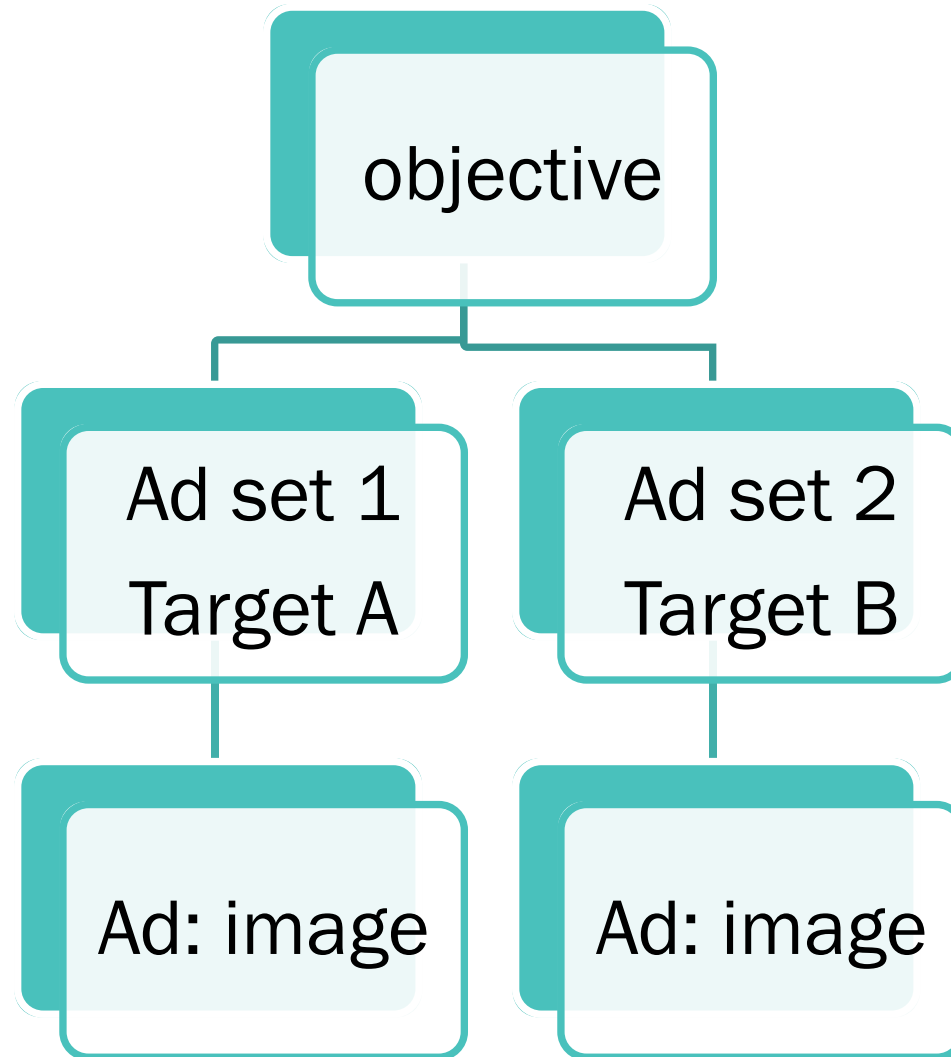 objective
Ad set 1
Target A
Ad set 2
Target B
Ad: image
Ad: image